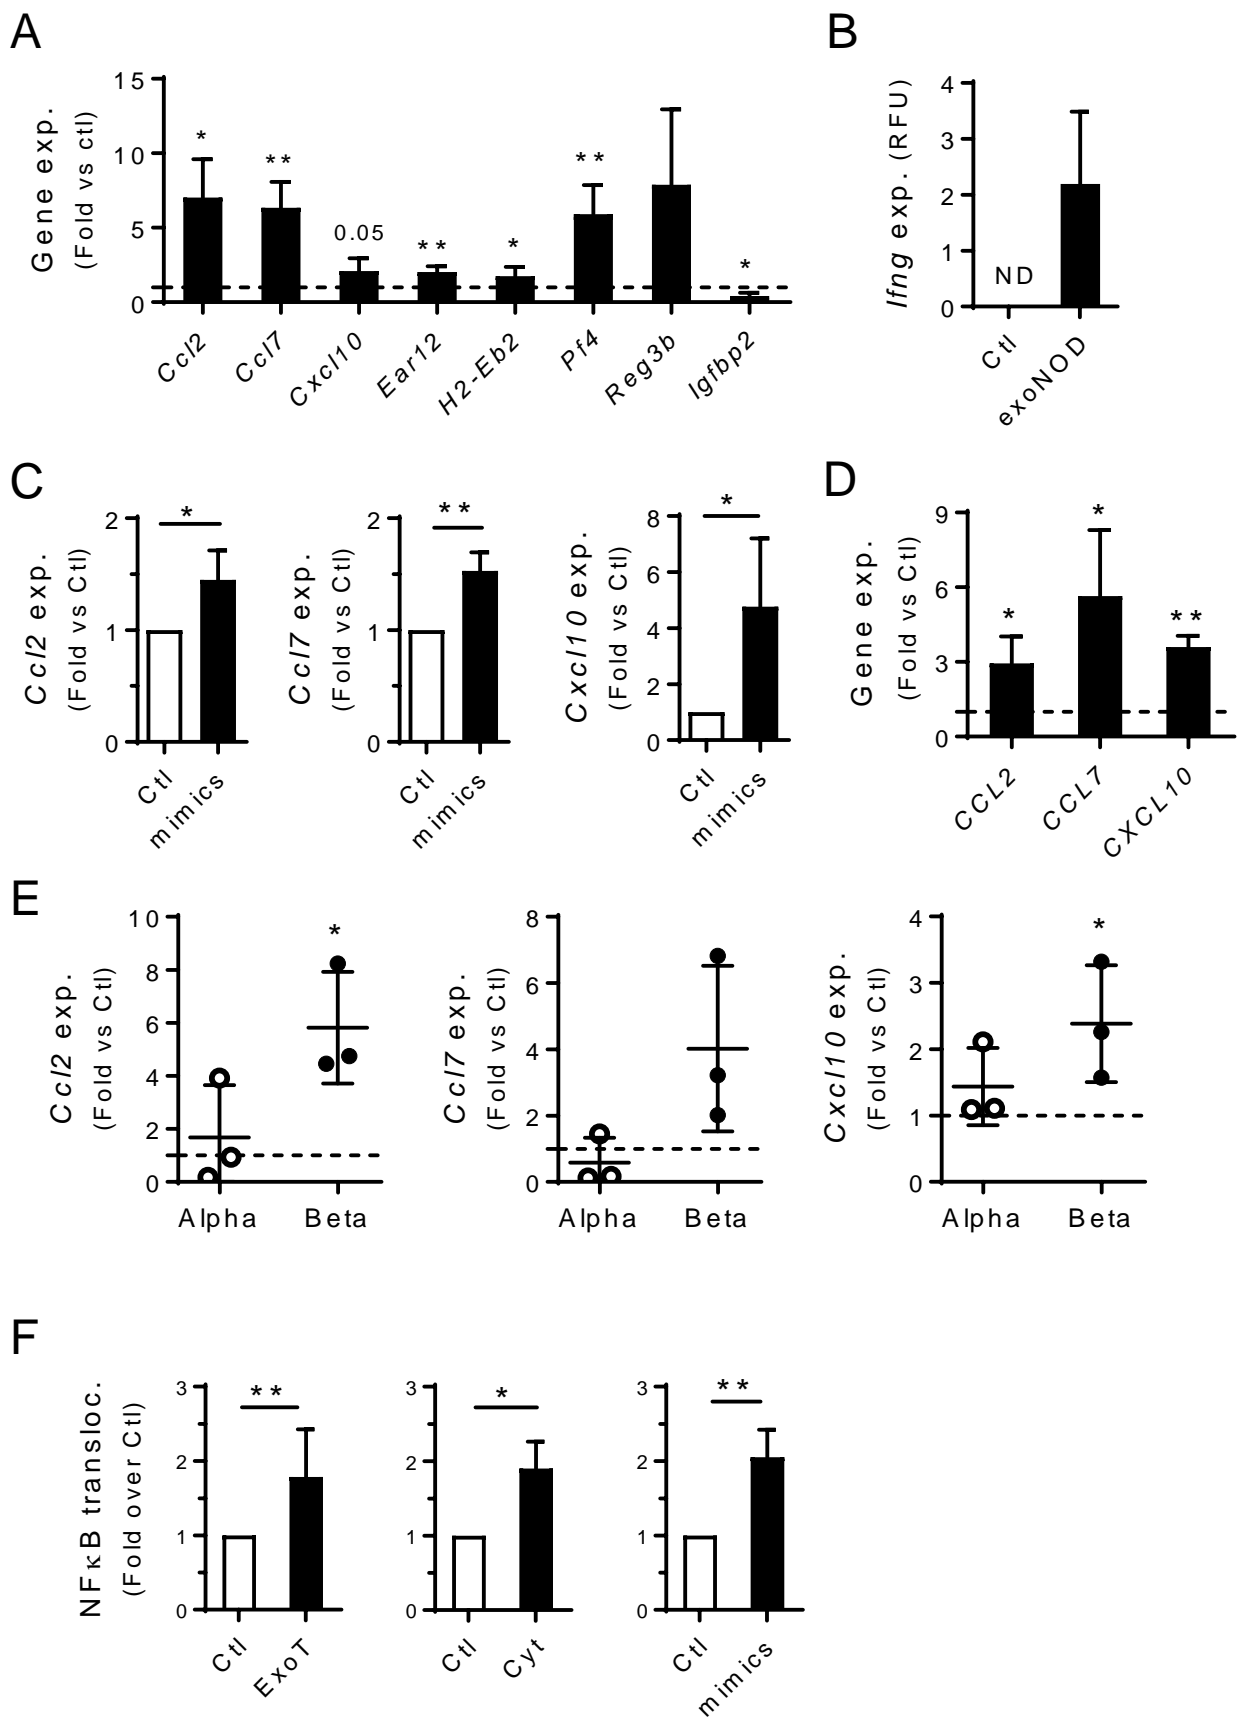 A
Gene exp.
(Fold vs ctl)
15
10
5
0
*
**
0.05
**
*
**
*
Ccl2
Ccl7
Cxcl10
Ear12
H2-Eb2
Pf4
Reg3b
Igfbp2
B
Ifng exp. (RFU)
4
3
2
1
0
ND
Ctl
exoNOD
C
Ccl2 exp.
(Fold vs Ctl)
2
1
0
*
Ctl
mimics
Ccl7 exp.
(Fold vs Ctl)
2
1
0
**
Ctl
mimics
Cxcl10 exp.
(Fold vs Ctl)
8
6
4
2
0
*
Ctl
mimics
D
Gene exp.
(Fold vs Ctl)
9
6
3
0
*
*
**
CCL2
CCL7
CXCL10
E
Ccl2 exp.
(Fold vs Ctl)
10
8
6
4
2
0
*
Alpha Beta
Ccl7 exp.
(Fold vs Ctl)
8
6
4
2
0
Alpha Beta
Cxcl10 exp.
(Fold vs Ctl)
4
3
2
1
0
*
Alpha Beta
F
NFκB transloc.
(Fold over Ctl)
3
2
1
0
**
Ctl
ExoT
3
2
1
0
*
Ctl
Cyt
3
2
1
0
**
Ctl
mimics